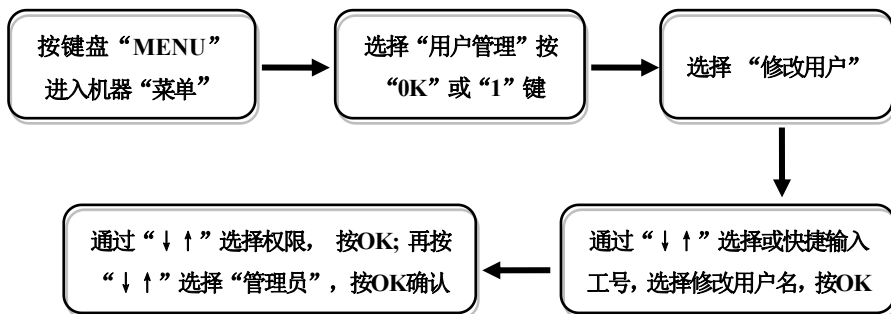 按键盘“MENU”
进入机器“菜单”
选择“用户管理”按
“0K”或“1”键
选择 “修改用户”
通过“↓↑”选择或快捷输入
工号，选择修改用户名，按OK
通过“↓↑”选择权限， 按OK; 再按
“↓↑”选择“管理员”，按OK确认